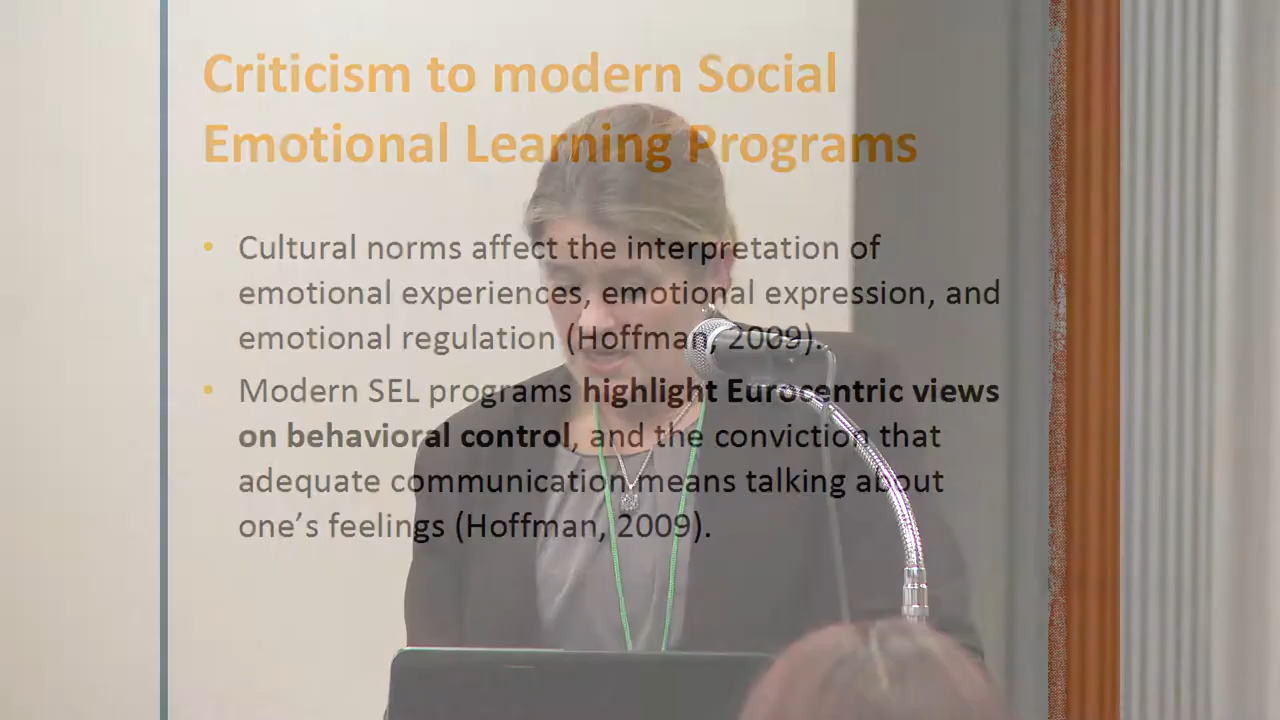 Criticism to modern Social
Emotional Learning Programs
• Cultural norms affect the interpretation of
emotional experiences, emotional expression, and
emotional regulation (Hoffman, 2009).
• Modern SEL programs highlight Eurocentric views
on behavioral control, and the conviction that
adequate communication means talking about
one’s feelings (Hoffman, 2009).